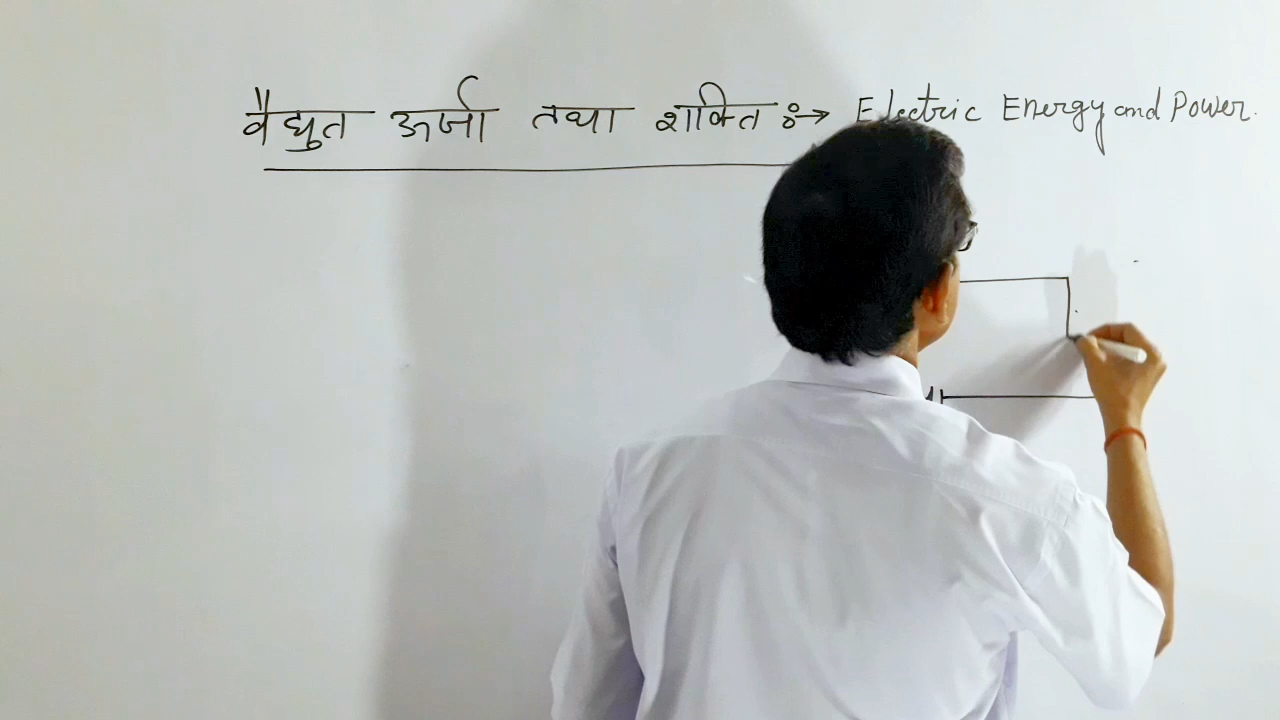 वैद्युत ऊर्जा तथा शक्ति :→ Electric Energy and Power.